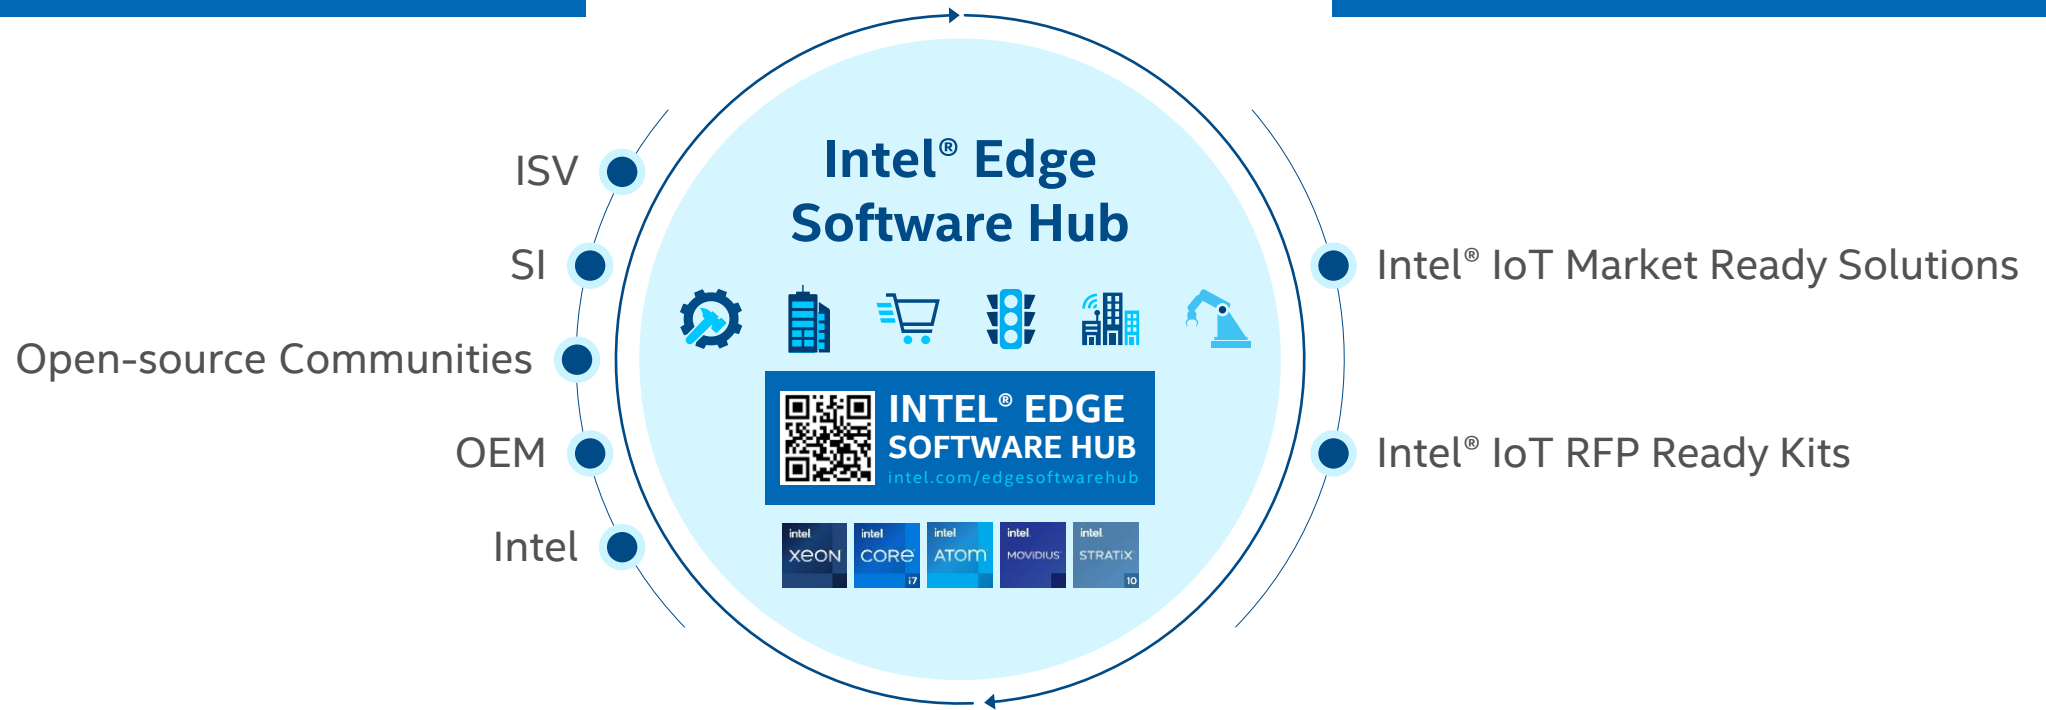 ISV
SI
Open-source Communities
OEM
Intel
Intel® Edge
Software Hub
INTEL® EDGE
SOFTWARE HUB
intel.com/edgesoftwarehub
intel
XEON
intel
CORE
i7
intel
ATOM
intel
MOVIDIUS
intel
STRATIX
10
Intel® IoT Market Ready Solutions
Intel® IoT RFP Ready Kits